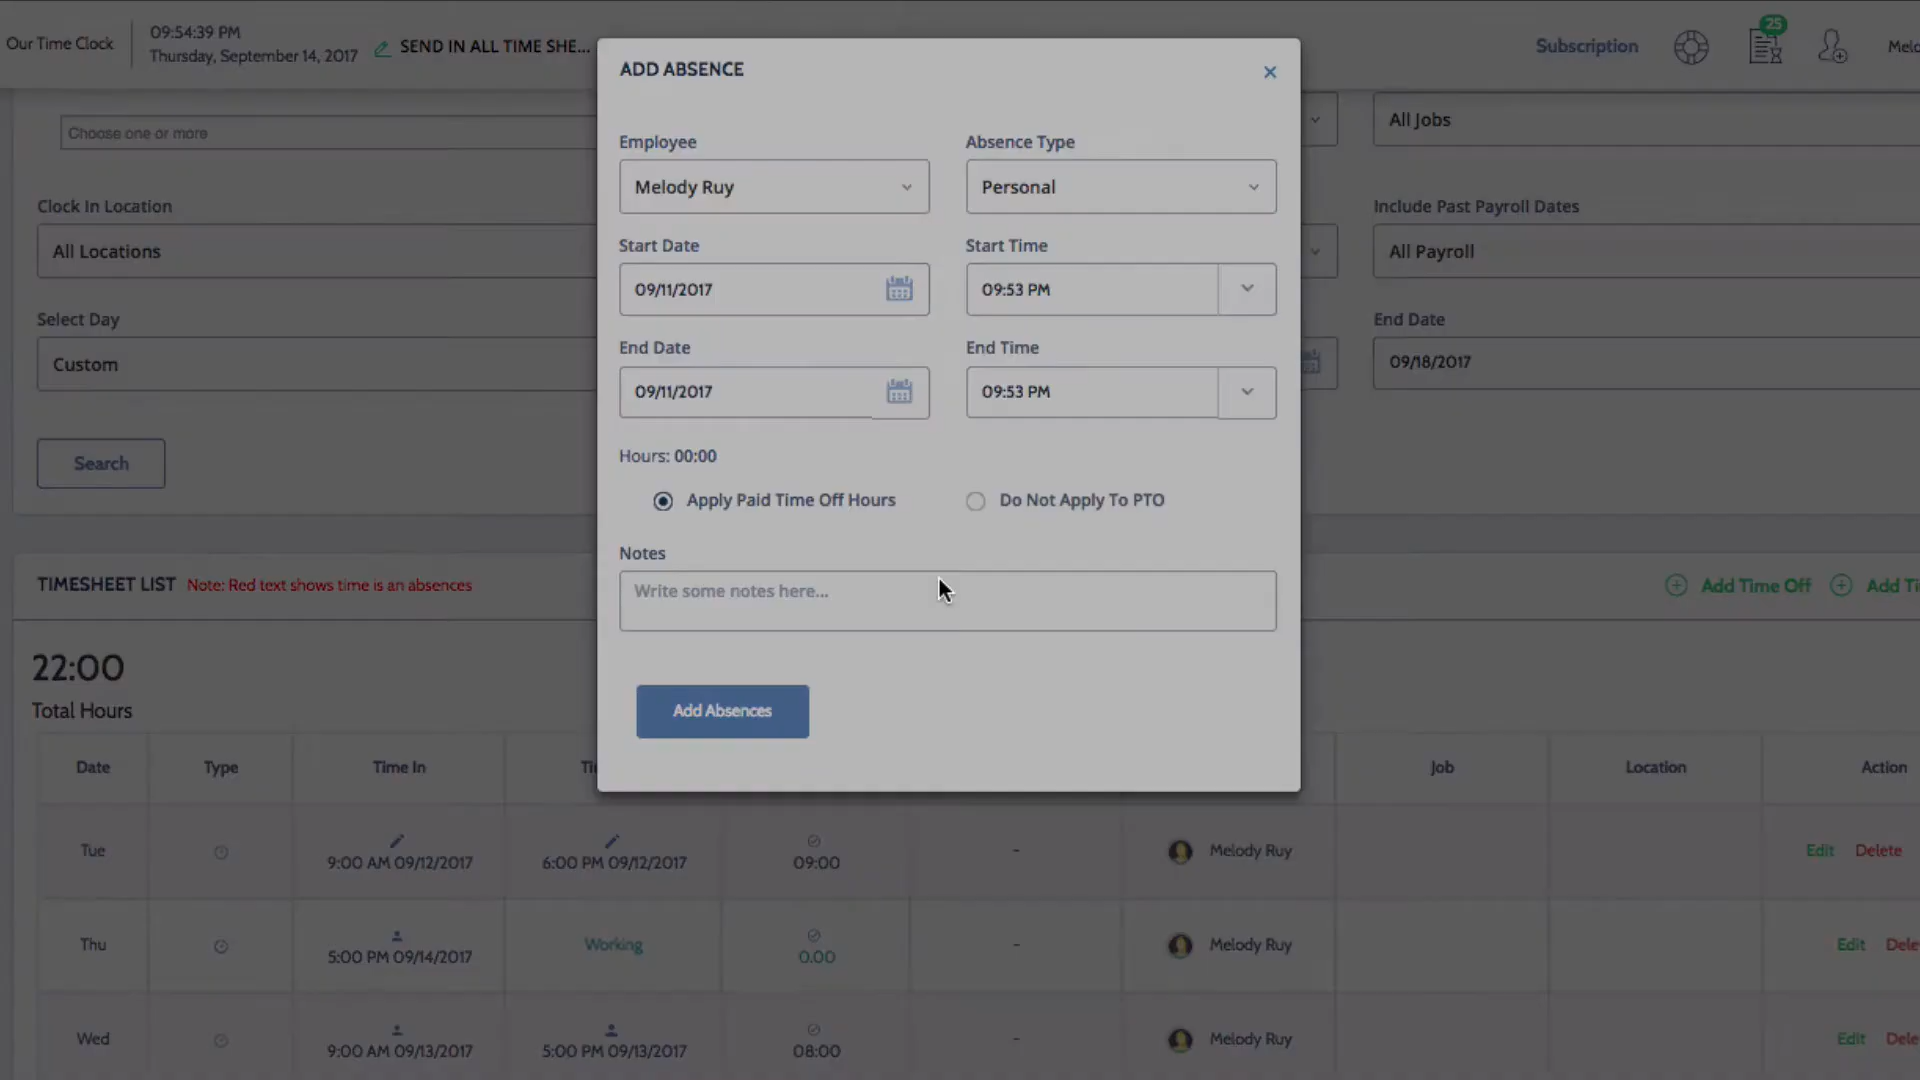 Our Time Clock
09:54:39 PM
Thursday, September 14, 2017
SEND IN ALL TIME SHE...
Subscription
25
Choose one or more
All Jobs
Clock In Location
Include Past Payroll Dates
All Locations
All Payroll
Select Day
End Date
Custom
09/18/2017
Search
ADD ABSENCE
×
Employee
Absence Type
Melody Ruy
Personal
Start Date
Start Time
09/11/2017
09:53 PM
End Date
End Time
09/11/2017
09:53 PM
Hours: 00:00
Apply Paid Time Off Hours
Do Not Apply To PTO
Notes
Write some notes here...
Add Absences
TIMESHEET LIST Note: Red text shows time is an absences
Add Time Off
22:00
Total Hours
Date Type Time In Job Location Action
Tue 9:00 AM 09/12/2017 6:00 PM 09/12/2017 09:00 - Melody Ruy Edit Delete
Thu 5:00 PM 09/14/2017 Working 0.00 - Melody Ruy Edit
Wed 9:00 AM 09/13/2017 5:00 PM 09/13/2017 08:00 - Melody Ruy Edit